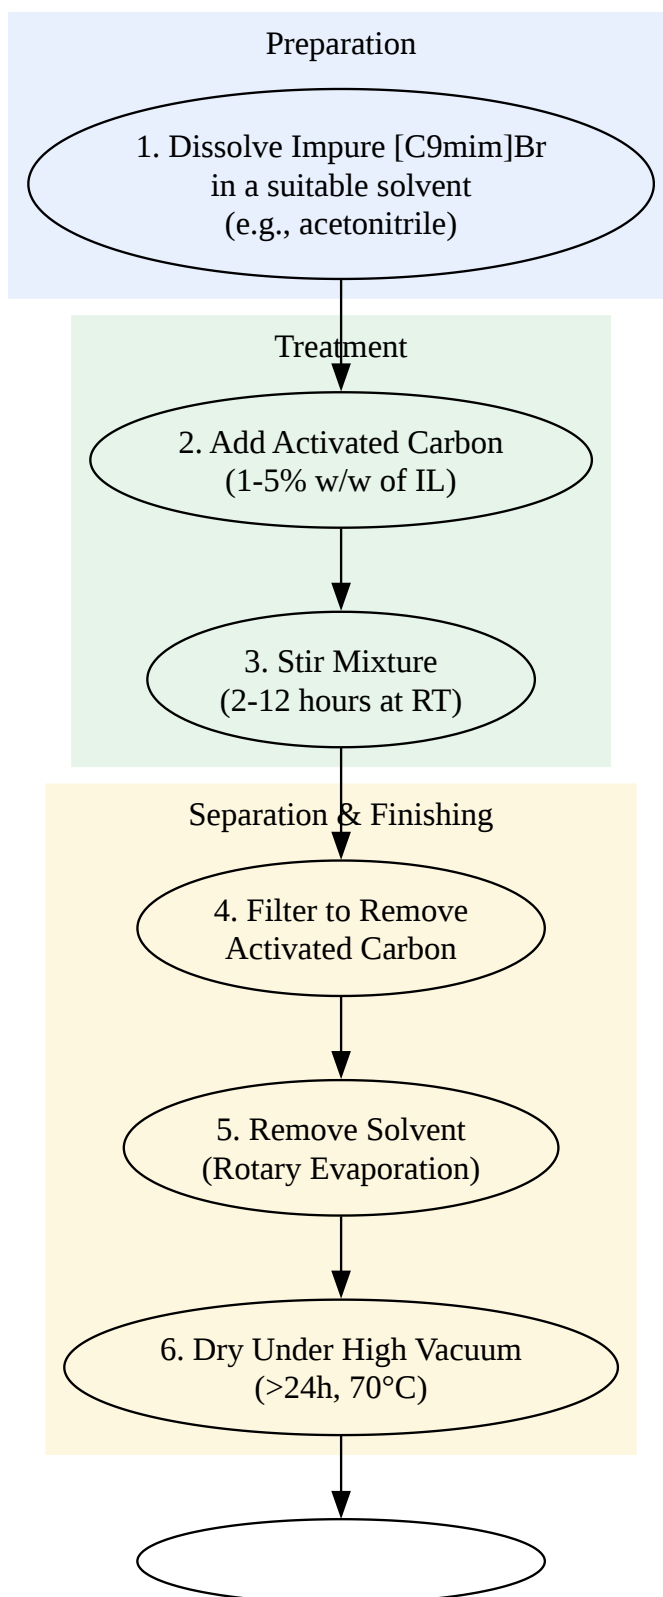 Preparation
1. Dissolve Impure [C9mim]Br
in a suitable solvent
(e.g., acetonitrile)
Treatment
2. Add Activated Carbon
(1-5% w/w of IL)
3. Stir Mixture
(2-12 hours at RT)
Separation & Finishing
4. Filter to Remove
Activated Carbon
5. Remove Solvent
(Rotary Evaporation)
6. Dry Under High Vacuum
(>24h, 70°C)